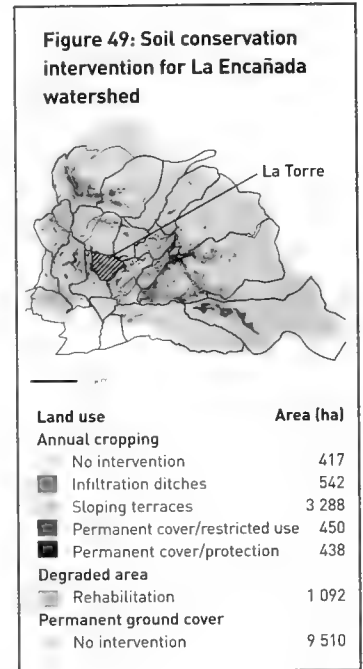 Figure 49: Soil conservation
intervention for La Encañada
watershed
La Torre
Land use Area (ha)
Annual cropping
No intervention 417
Infiltration ditches 542
Sloping terraces 3 288
Permanent cover/restricted use 450
Permanent cover/protection 438
Degraded area
Rehabilitation 1 092
Permanent ground cover
No intervention 9 510